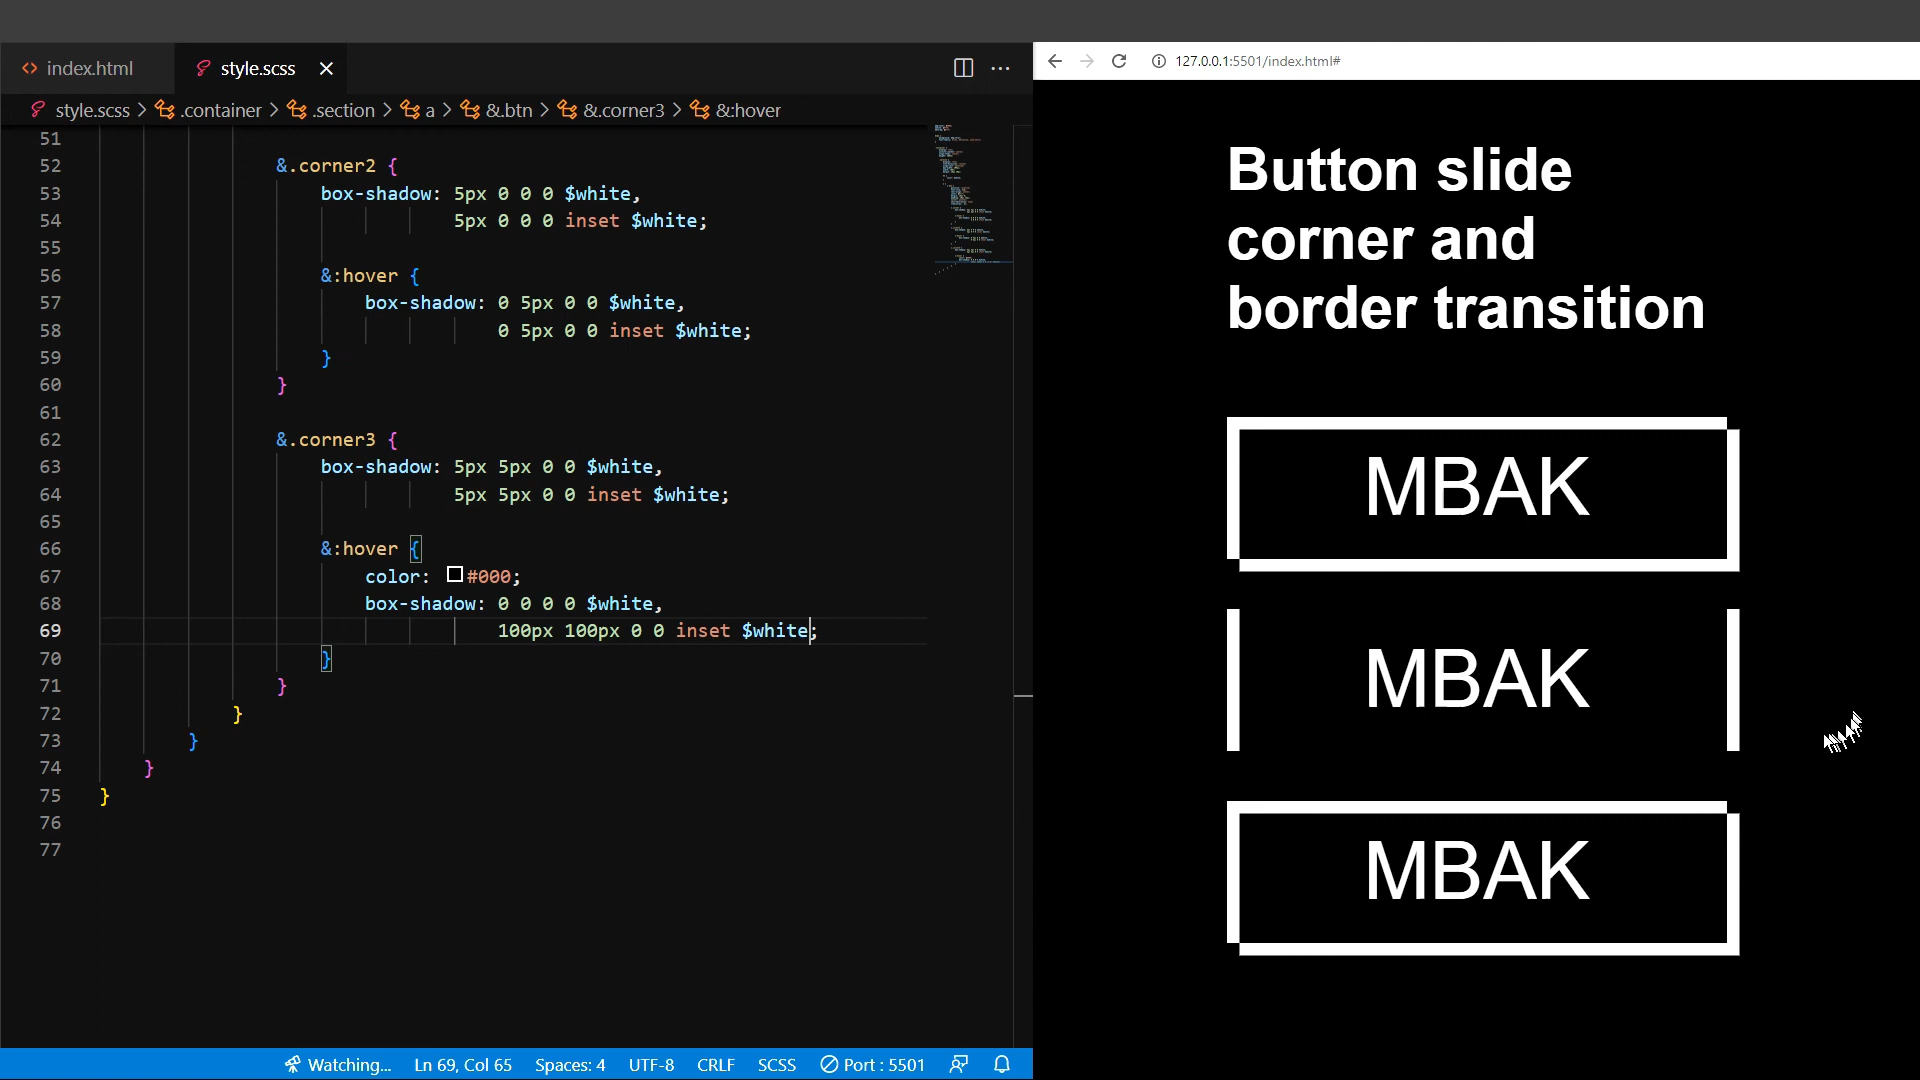 index.html
style.scss
style.scss > .container > .section > a > &.btn > &.corner3 > &:hover
51
52 &.corner2 {
53 box-shadow: 5px 0 0 0 $white,
54 5px 0 0 0 inset $white;
55
56 &:hover {
57 box-shadow: 0 5px 0 0 $white,
58 0 5px 0 0 inset $white;
59 }
60 }
61
62 &.corner3 {
63 box-shadow: 5px 5px 0 0 $white,
64 5px 5px 0 0 inset $white;
65
66 &:hover {
67 color: #000;
68 box-shadow: 0 0 0 0 $white,
69 100px 100px 0 0 inset $white;
70 }
71 }
72 }
73 }
74 }
75 }
76
77
Watching... Ln 69, Col 65 Spaces: 4 UTF-8 CRLF SCSS Port : 5501
127.0.0.1:5501/index.html#
Button slide
corner and
border transition
MBAK
MBAK
MBAK